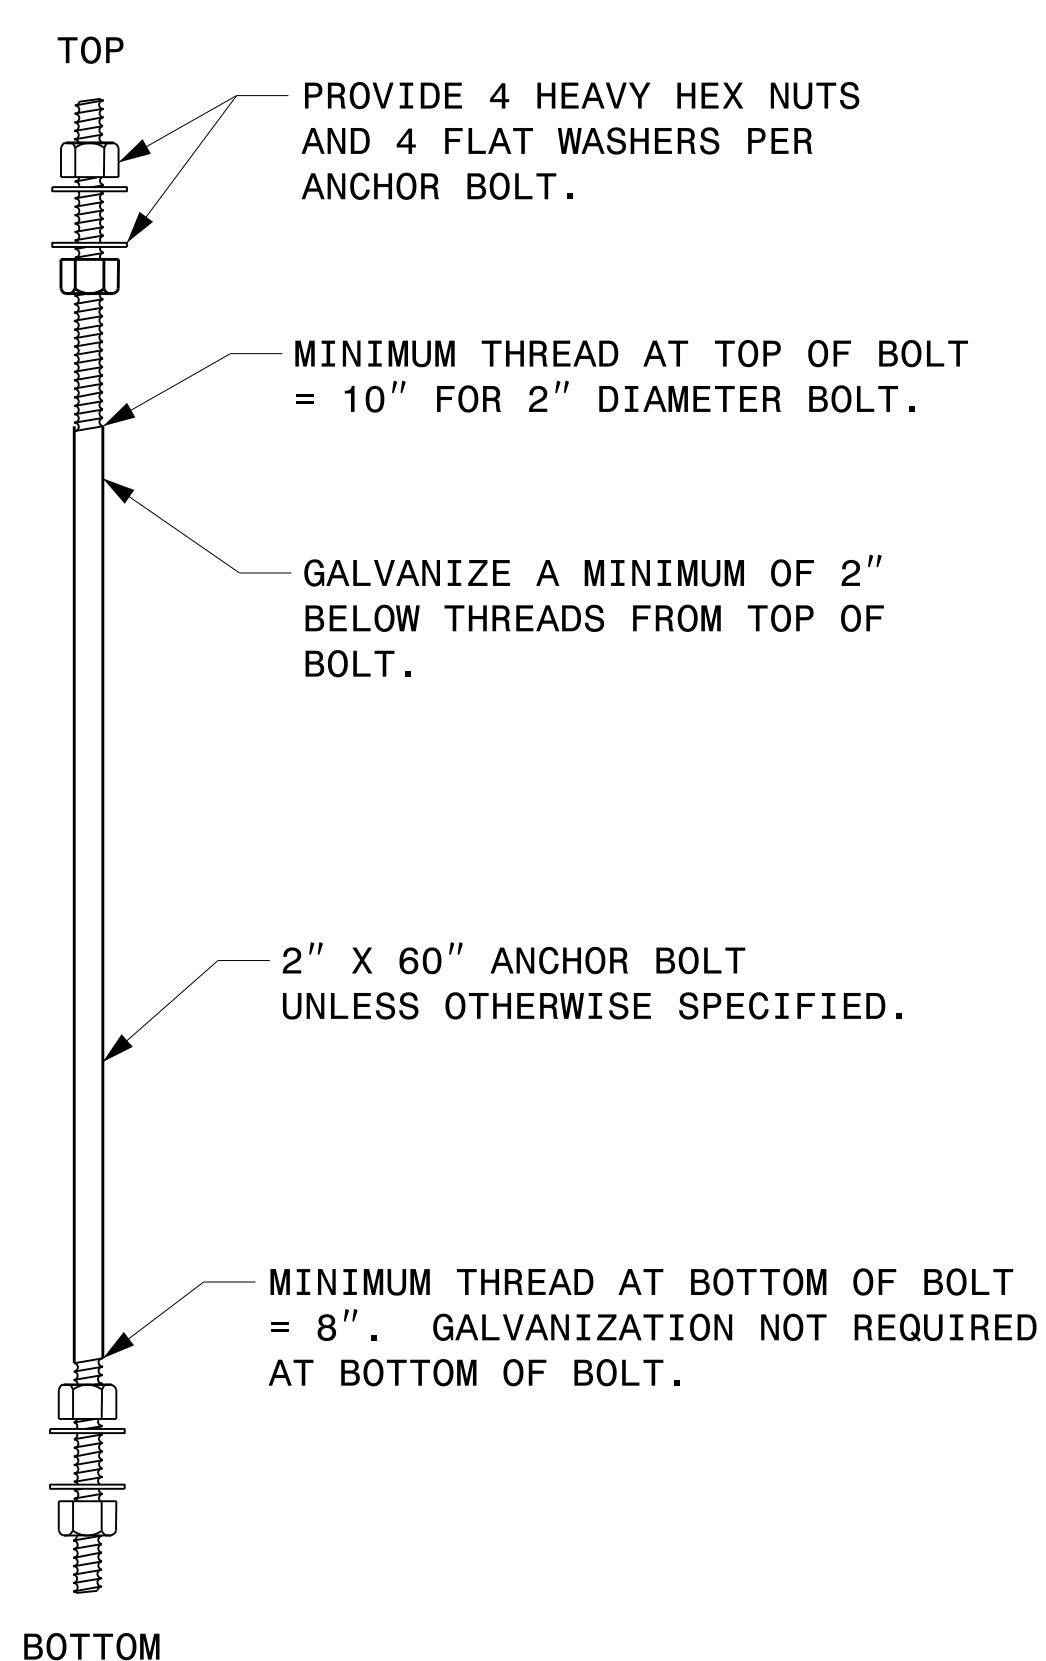 TOP
PROVIDE 4 HEAVY HEX NUTS
AND 4 FLAT WASHERS PER
ANCHOR BOLT.
MINIMUM THREAD AT TOP OF BOLT
= 10" FOR 2" DIAMETER BOLT.
GALVANIZE A MINIMUM OF 2"
BELOW THREADS FROM TOP OF
BOLT.
2" X 60" ANCHOR BOLT
UNLESS OTHERWISE SPECIFIED.
MINIMUM THREAD AT BOTTOM OF BOLT
= 8". GALVANIZATION NOT REQUIRED
AT BOTTOM OF BOLT.
BOTTOM